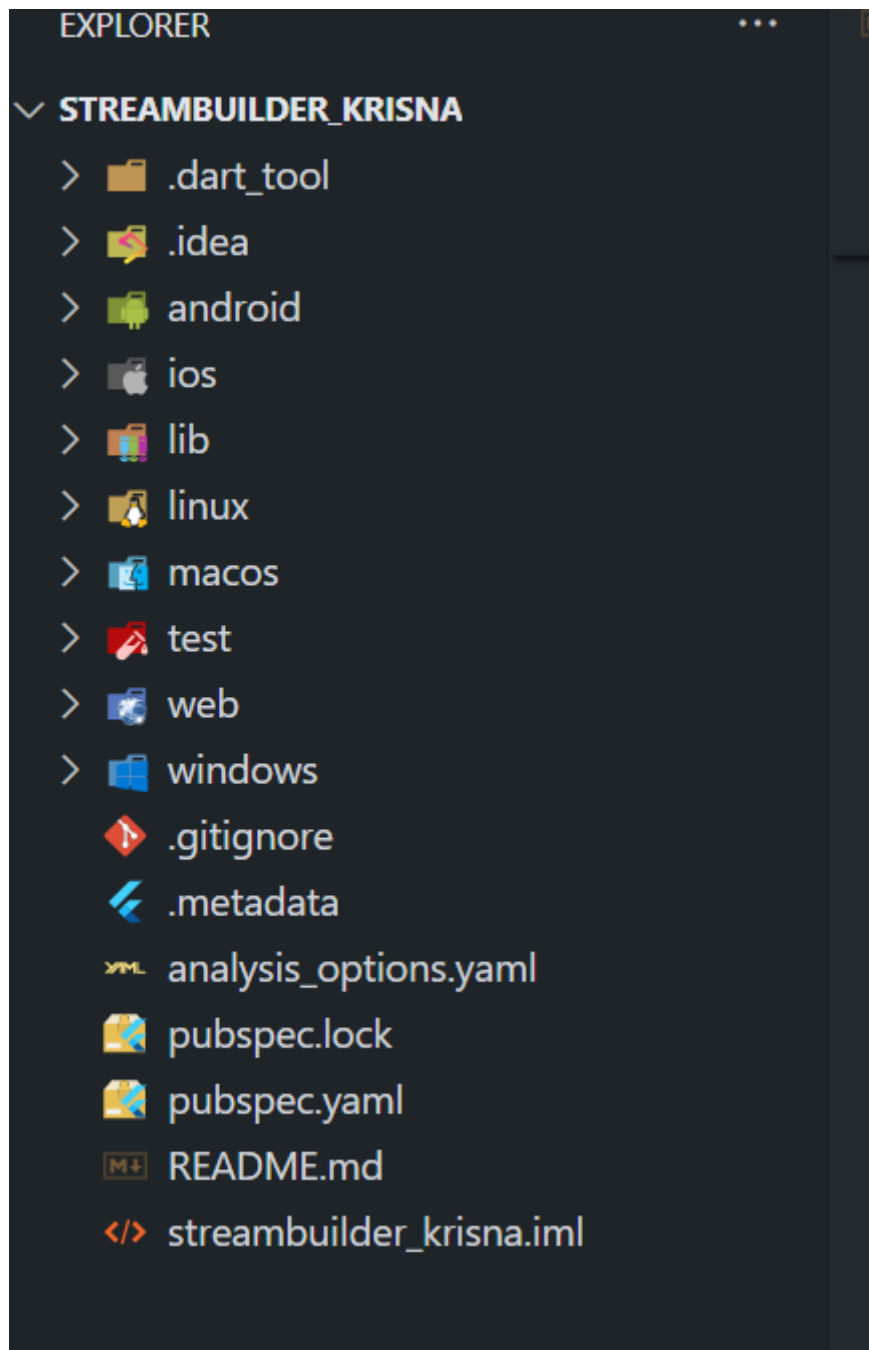 EXPLORER
STREAMBUILDER_KRISNA
.dart_tool
.idea
android
ios
lib
linux
macos
test
web
windows
.gitignore
.metadata
YAML analysis_options.yaml
pubspec.lock
pubspec.yaml
M README.md
</> streambuilder_krisna.iml